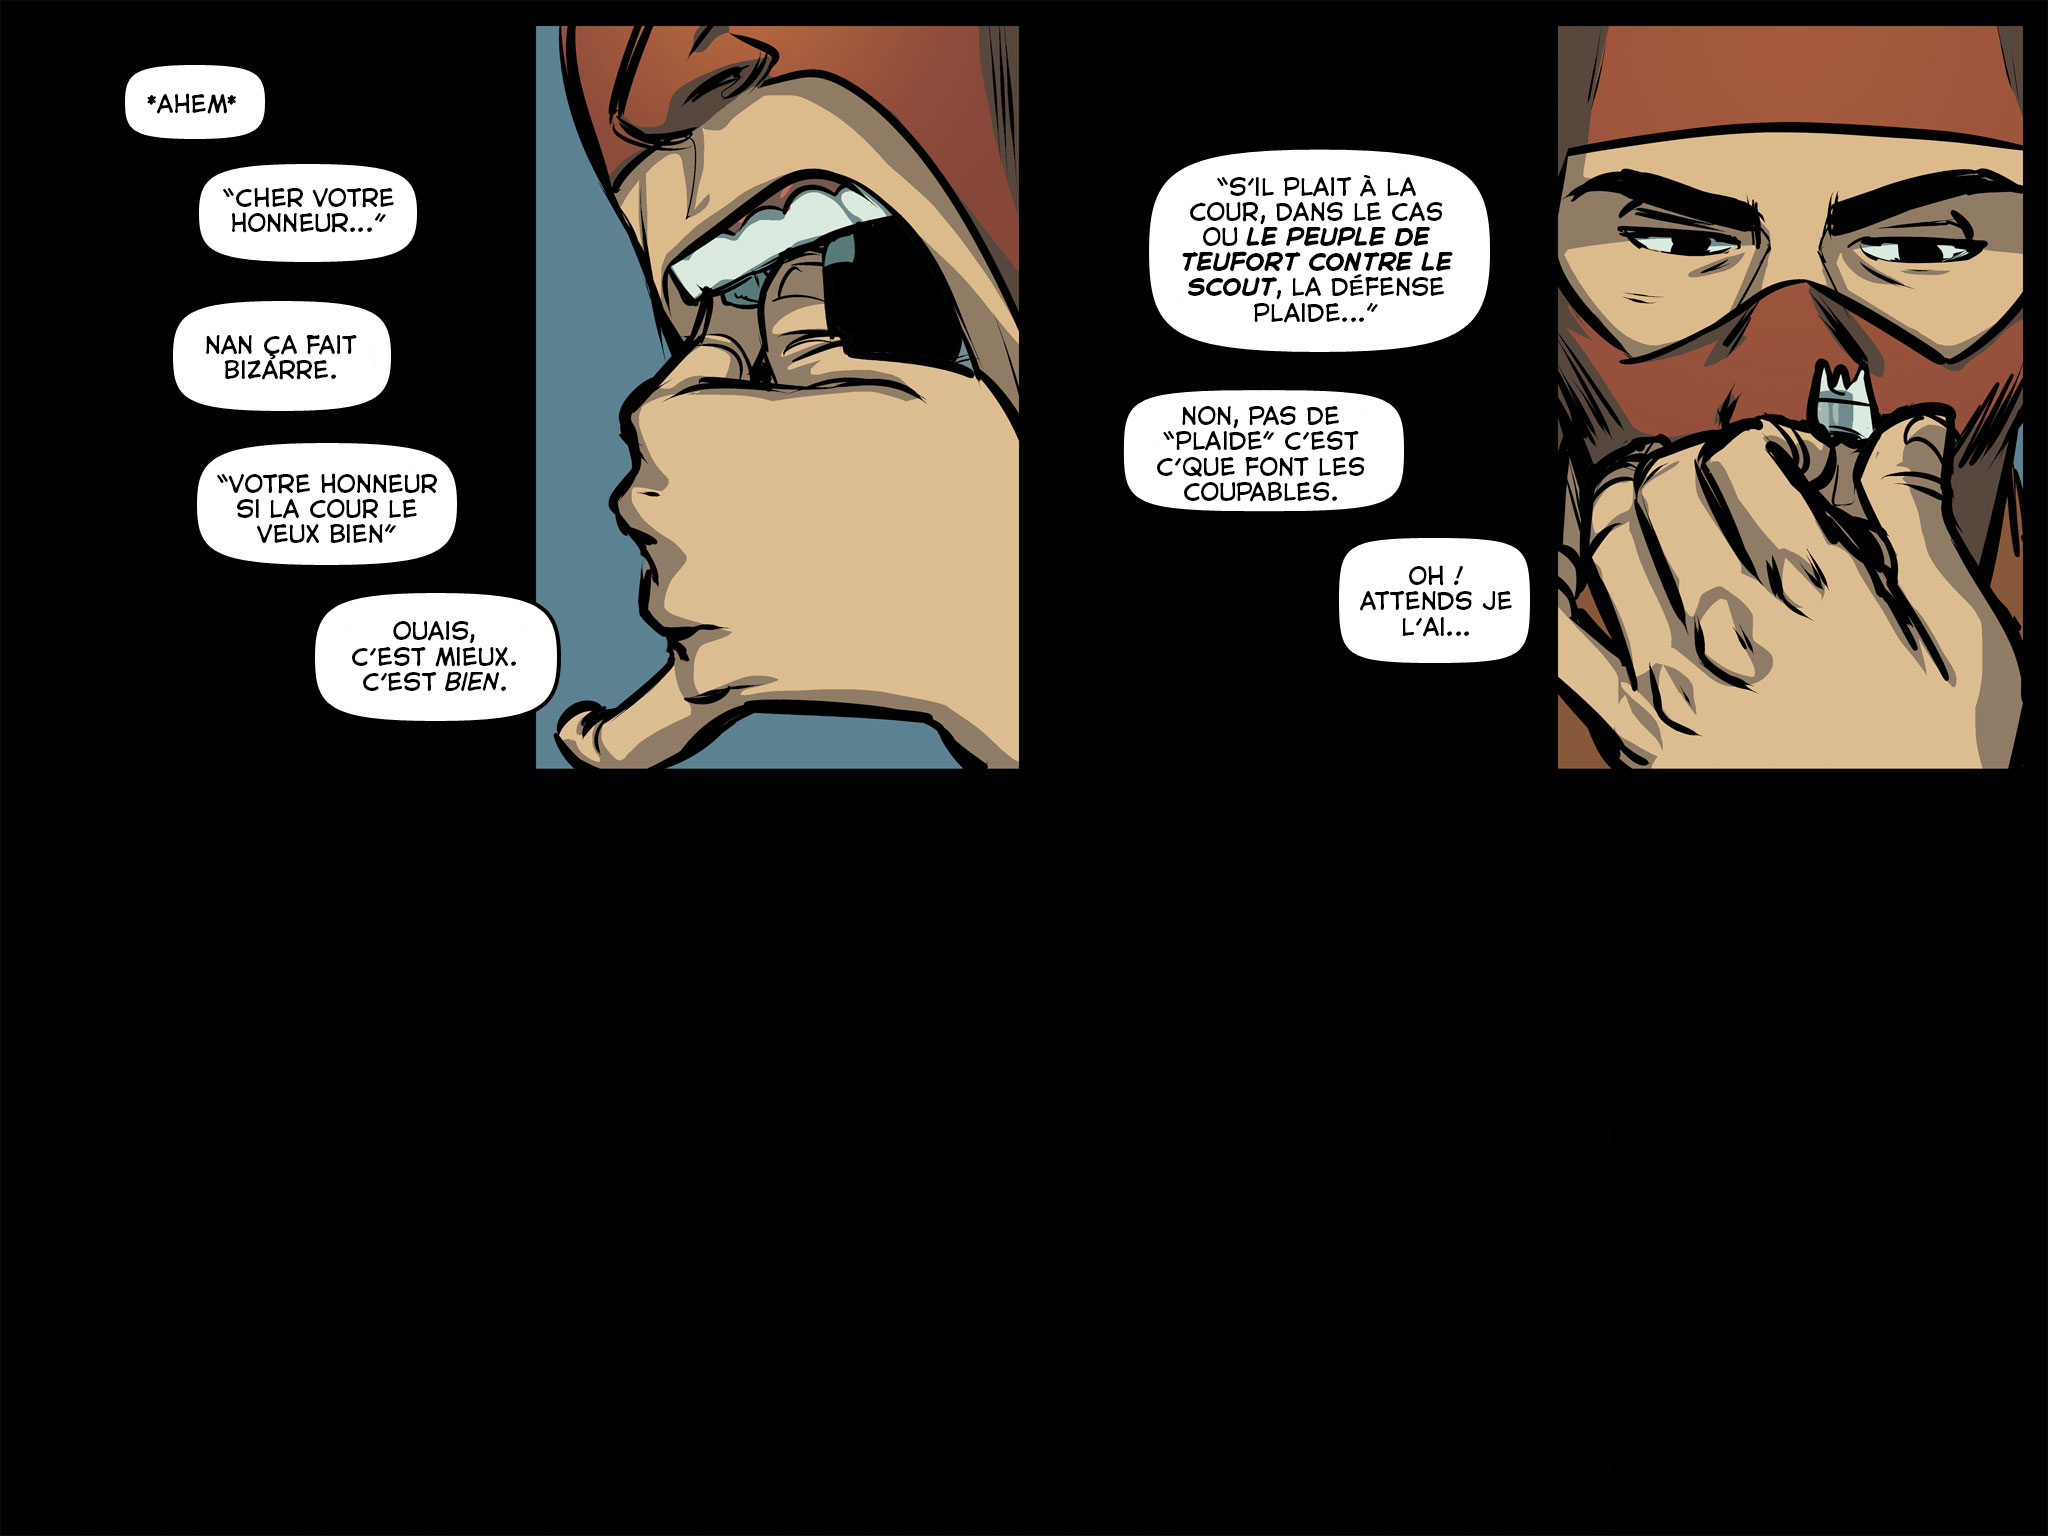 *AHEM*
“CHER VOTRE
HONNEUR...”
NAN ÇA FAIT
BIZARRE.
“VOTRE HONNEUR
SI LA COUR LE
VEUX BIEN”
OUAIS,
C'EST MIEUX.
C'EST BIEN.
“S'IL PLAIT À LA
COUR, DANS LE CAS
OU LE PEUPLE DE
TEUFORT CONTRE LE
SCOUT, LA DÉFENSE
PLAIDE...”
NON, PAS DE
“PLAIDE” C'EST
C'QUE FONT LES
COUPABLES.
OH !
ATTENDS JE
L'AI...